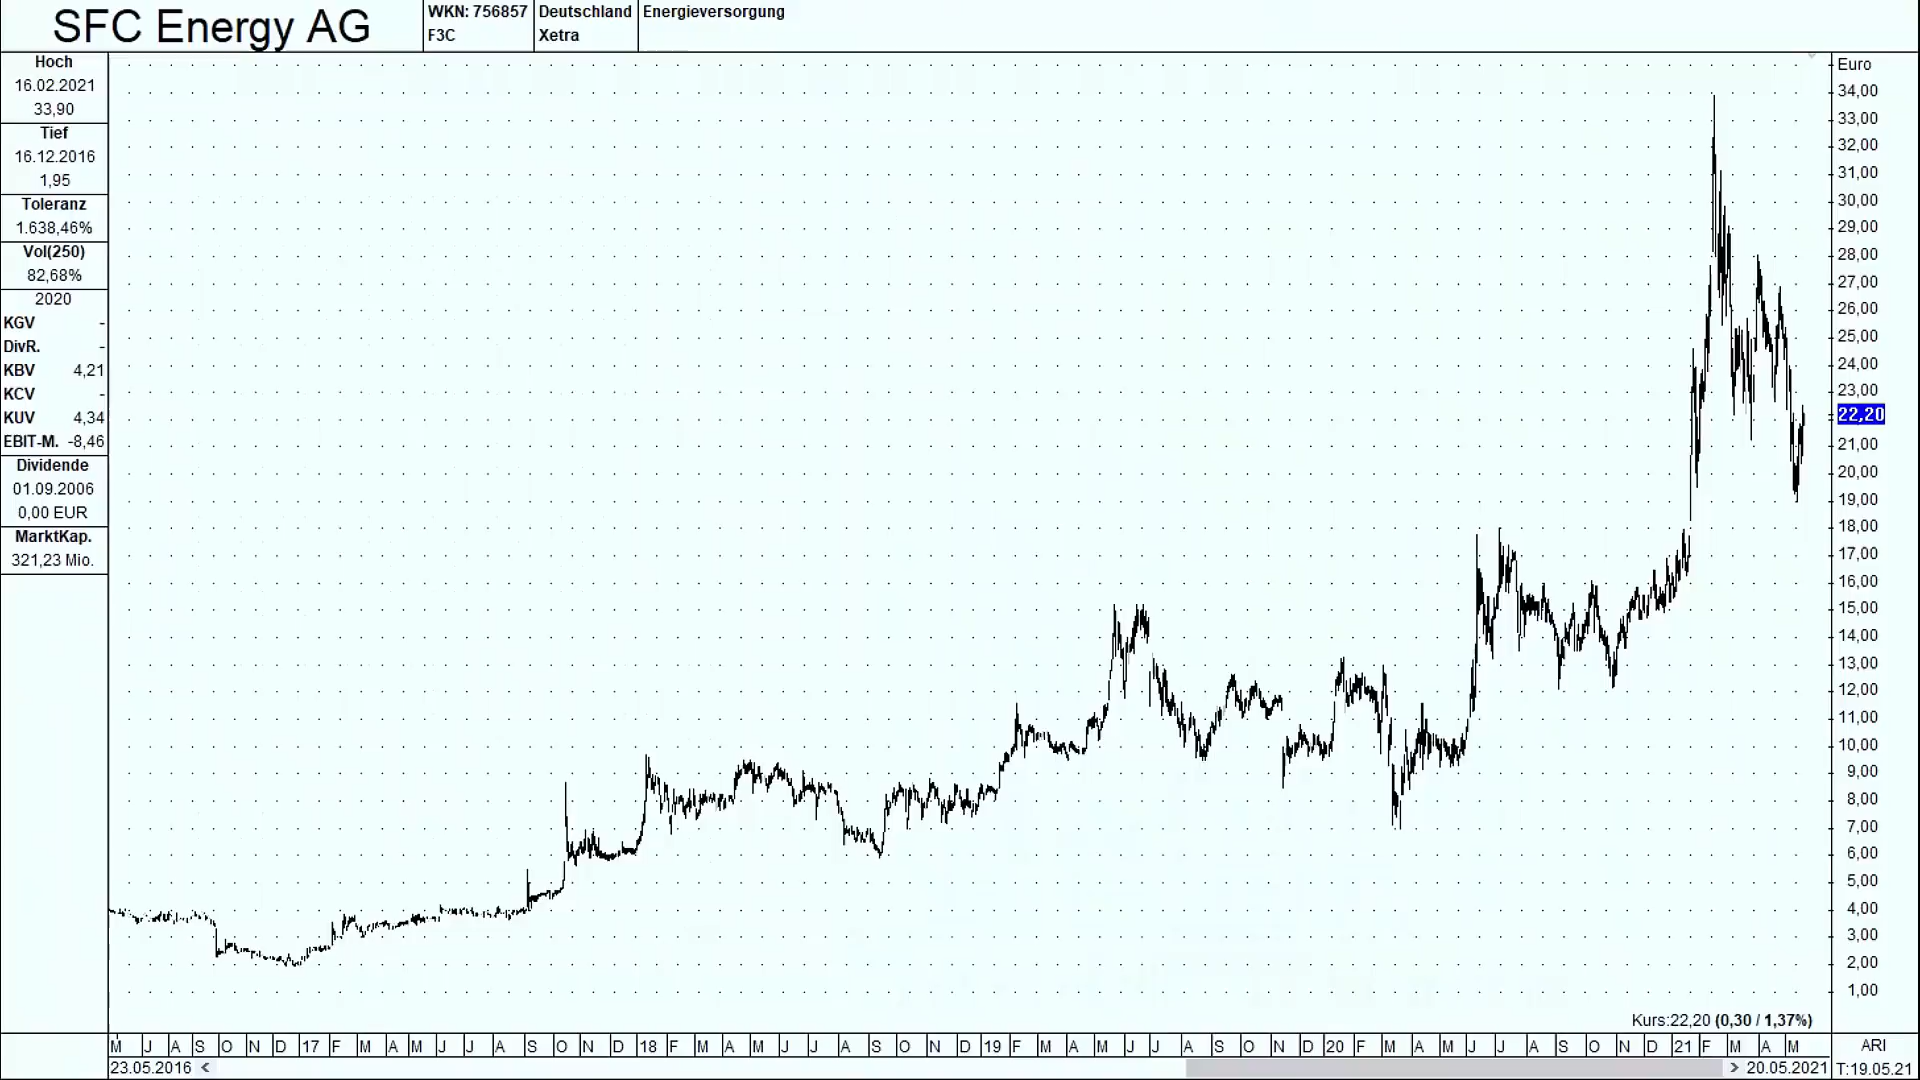 SFC Energy AG
WKN: 756857 Deutschland Energieversorgung
F3C Xetra
Hoch
16.02.2021
33,90
Tief
16.12.2016
1,95
Toleranz
1.638,46%
Vol(250)
82,68%
2020
KGV -
DivR. -
KBV 4,21
KCV -
KUV 4,34
EBIT-M. -8,46
Dividende
01.09.2006
0,00 EUR
MarktKap.
321,23 Mio.
Euro
34,00
33,00
32,00
31,00
30,00
29,00
28,00
27,00
26,00
25,00
24,00
23,00
22,20
21,00
20,00
19,00
18,00
17,00
16,00
15,00
14,00
13,00
12,00
11,00
10,00
9,00
8,00
7,00
6,00
5,00
4,00
3,00
2,00
1,00
Kurs:22,20 (0,30 / 1,37%)
M J A S O N D 17 F M A M J J A S O N D 18 F M A M J J A S O N D 19 F M A M J J A S O N D 20 F M A M J J A S O N D 21 F M A M ARI
23.05.2016 < > 20.05.2021 T:19.05.21